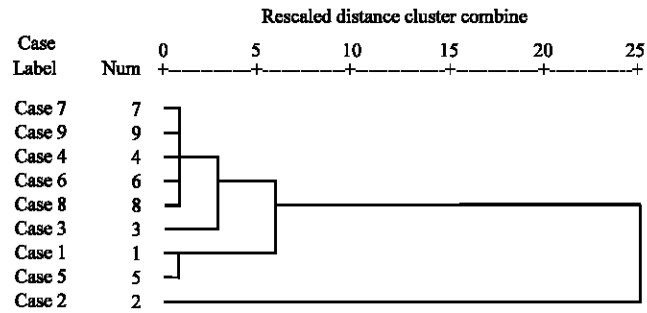 Rescaled distance cluster combine
Case 0 5 10 15 20 25
Label Num
Case 7 7
Case 9 9
Case 4 4
Case 6 6
Case 8 8
Case 3 3
Case 1 1
Case 5 5
Case 2 2